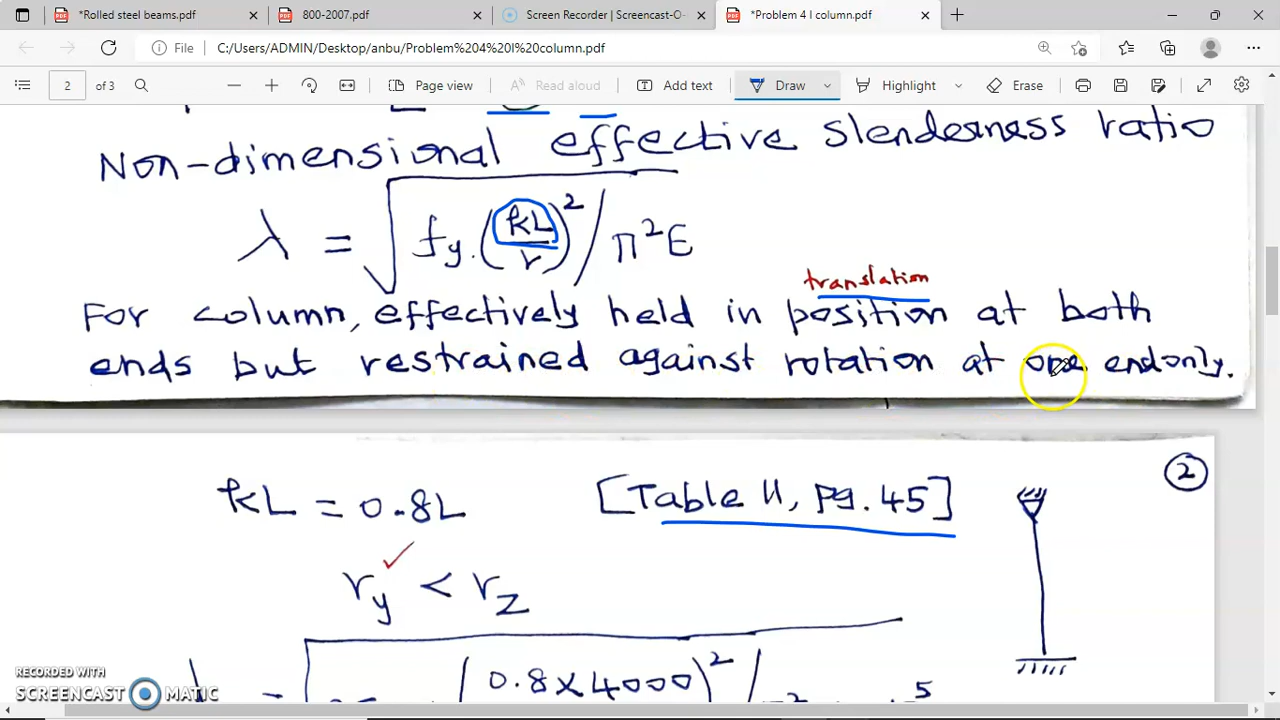 *Rolled steel beams.pdf
800-2007.pdf
Screen Recorder | Screencast-O-
*Problem 4 I column.pdf
File
C:/Users/ADMIN/Desktop/anbu/Problem%204%20I%20column.pdf
2
of 3
Page view
Read aloud
Add text
Draw
Highlight
Erase
Non-dimensional effective slenderness ratio
λ = √ fy.(KL/r)² / π²E
translation
For column, effectively held in position at both
ends but restrained against rotation at one end only.
2
KL = 0.8L [Table 11, Pg. 45]
ry < rz
(0.8×4000)² /
5
RECORDED WITH
SCREENCAST MATIC